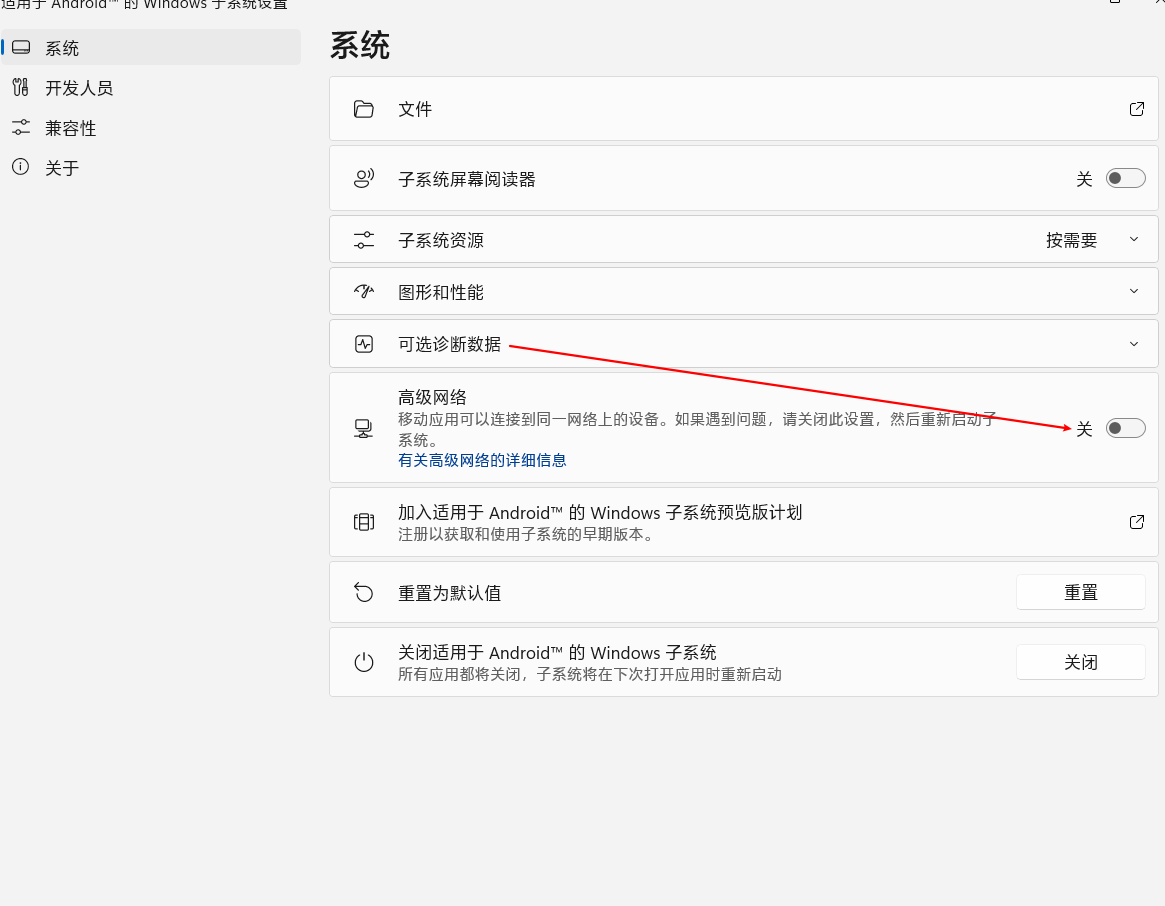 适用于 Android™ 的 Windows 子系统设置
系统
开发人员
兼容性
关于
系统
文件
子系统屏幕阅读器
关
子系统资源
按需要
图形和性能
可选诊断数据
高级网络
移动应用可以连接到同一网络上的设备。如果遇到问题，请关闭此设置，然后重新启动子
系统。
有关高级网络的详细信息
关
加入适用于 Android™ 的 Windows 子系统预览版计划
注册以获取和使用子系统的早期版本。
重置为默认值
重置
关闭适用于 Android™ 的 Windows 子系统
所有应用都将关闭，子系统将在下次打开应用时重新启动
关闭